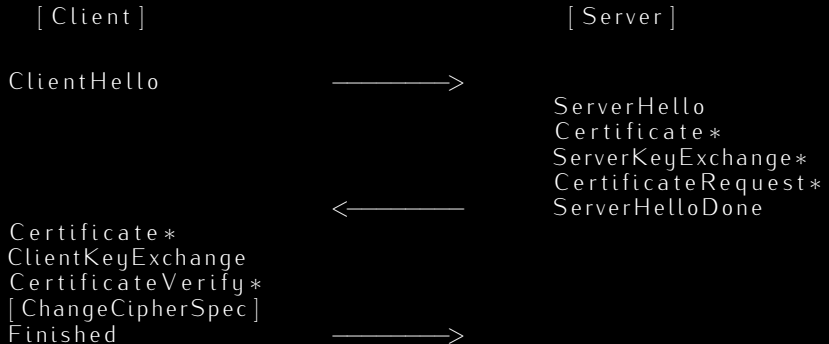 [Client] [Server]
ClientHello ————————>
ServerHello
Certificate*
ServerKeyExchange*
CertificateRequest*
<———————— ServerHelloDone
Certificate*
ClientKeyExchange
CertificateVerify*
[ChangeCipherSpec]
Finished ————————>